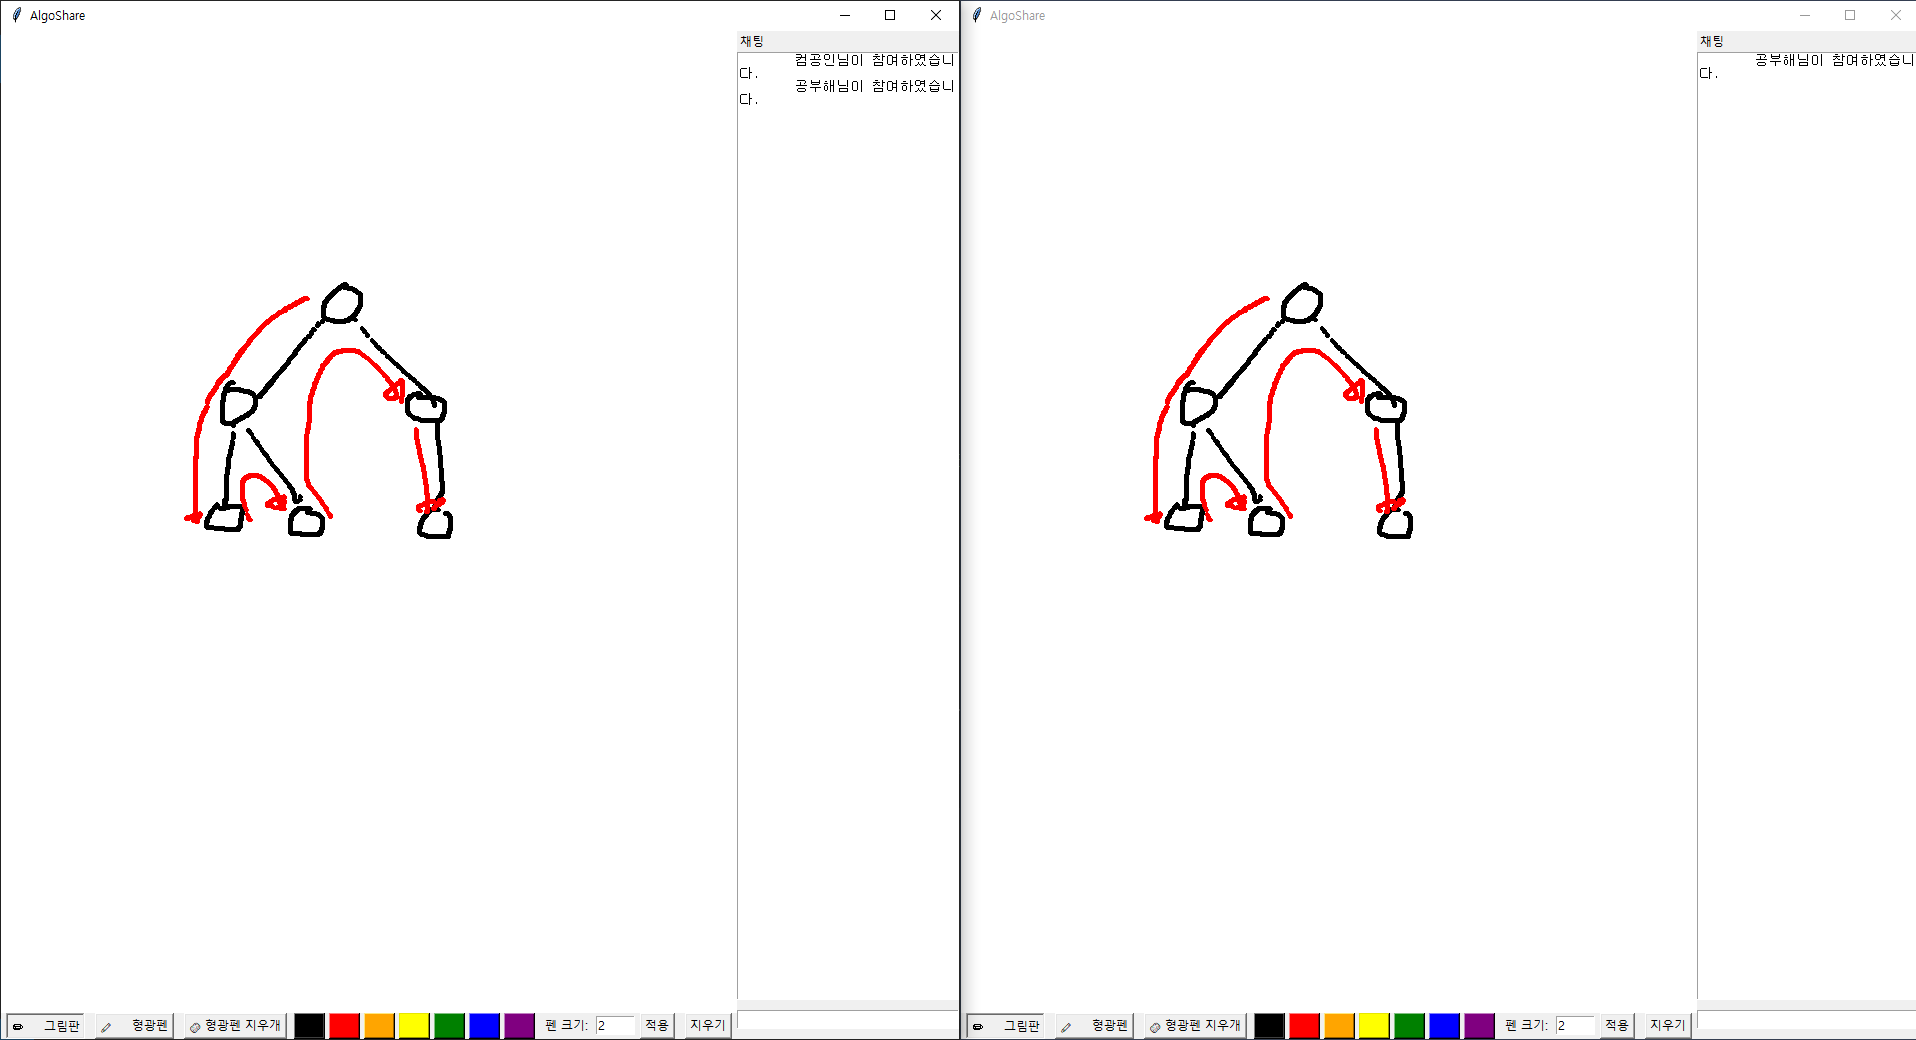 AlgoShare
채팅
컴공인님이 참여하였습니
다.
공부해님이 참여하였습니
다.
그림판 형광펜 형광펜 지우개 펜 크기: 2 적용 지우기
AlgoShare
채팅
공부해님이 참여하였습니
다.
그림판 형광펜 형광펜 지우개 펜 크기: 2 적용 지우기